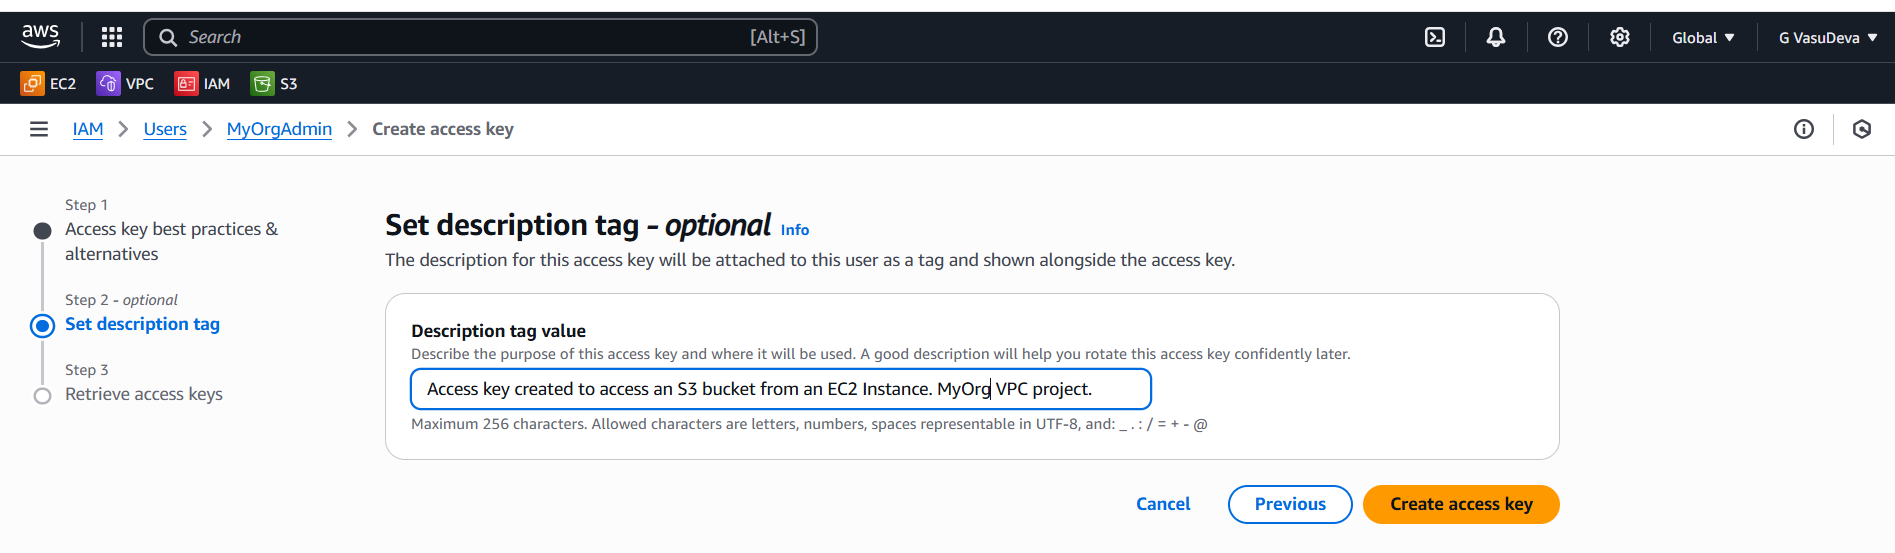 aws
Search [Alt+S] Global G VasuDeva
EC2 VPC IAM S3
IAM Users MyOrgAdmin Create access key
Step 1
Access key best practices &
alternatives
Step 2 - optional
Set description tag
Step 3
Retrieve access keys
Set description tag - optional Info
The description for this access key will be attached to this user as a tag and shown alongside the access key.
Description tag value
Describe the purpose of this access key and where it will be used. A good description will help you rotate this access key confidently later.
Access key created to access an S3 bucket from an EC2 Instance. MyOrg VPC project.
Maximum 256 characters. Allowed characters are letters, numbers, spaces representable in UTF-8, and: _ . : / = + - @
Cancel Previous Create access key